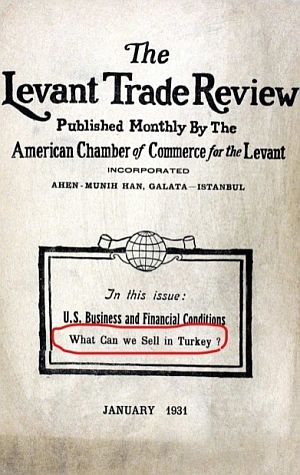 The
Levant Trade Review
Published Monthly By The
American Chamber of Commerce for the Levant
INCORPORATED
AHEN-MUNIH HAN, GALATA—ISTANBUL
In this issue:
U.S. Business and Financial Conditions
What Can we Sell in Turkey ?
JANUARY 1931